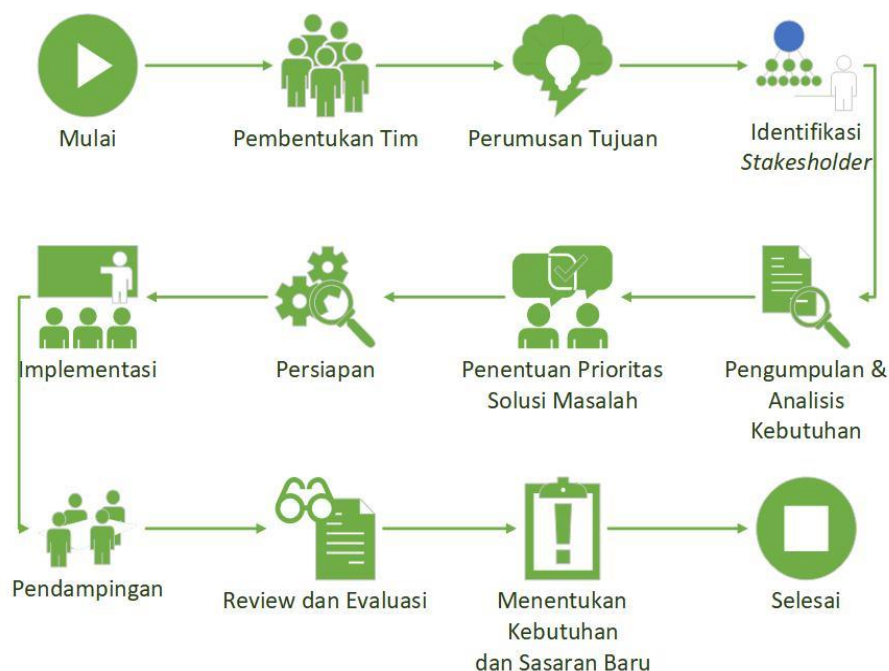 Mulai
Pembentukan Tim
Perumusan Tujuan
Identifikasi
Stakesholder
Implementasi
Persiapan
Penentuan Prioritas
Solusi Masalah
Pengumpulan &
Analisis
Kebutuhan
Pendampingan
Review dan Evaluasi
Menentukan
Kebutuhan
dan Sasaran Baru
Selesai